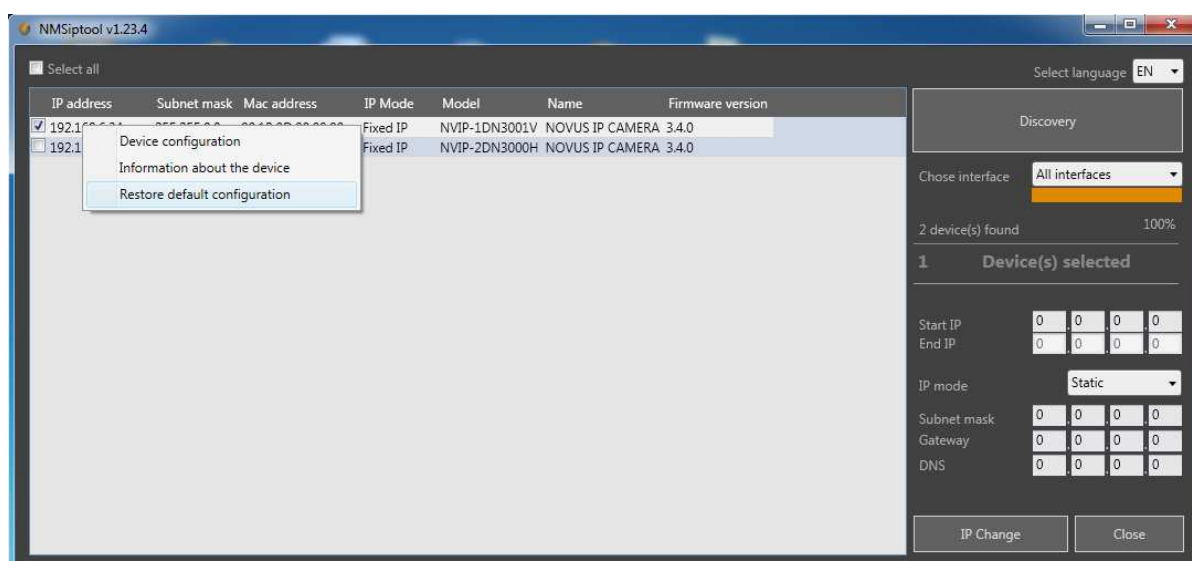 NMSiptool v1.23.4
Select all
Select language EN
IP address Subnet mask Mac address IP Mode Model Name Firmware version
Fixed IP NVIP-1DN3001V NOVUS IP CAMERA 3.4.0
192.1 Fixed IP NVIP-2DN3000H NOVUS IP CAMERA 3.4.0
Device configuration
Information about the device
Restore default configuration
Discovery
Chose interface All interfaces
2 device(s) found 100%
1 Device(s) selected
Start IP 0 . 0 . 0 . 0
End IP 0 . 0 . 0 . 0
IP mode Static
Subnet mask 0 . 0 . 0 . 0
Gateway 0 . 0 . 0 . 0
DNS 0 . 0 . 0 . 0
IP Change Close